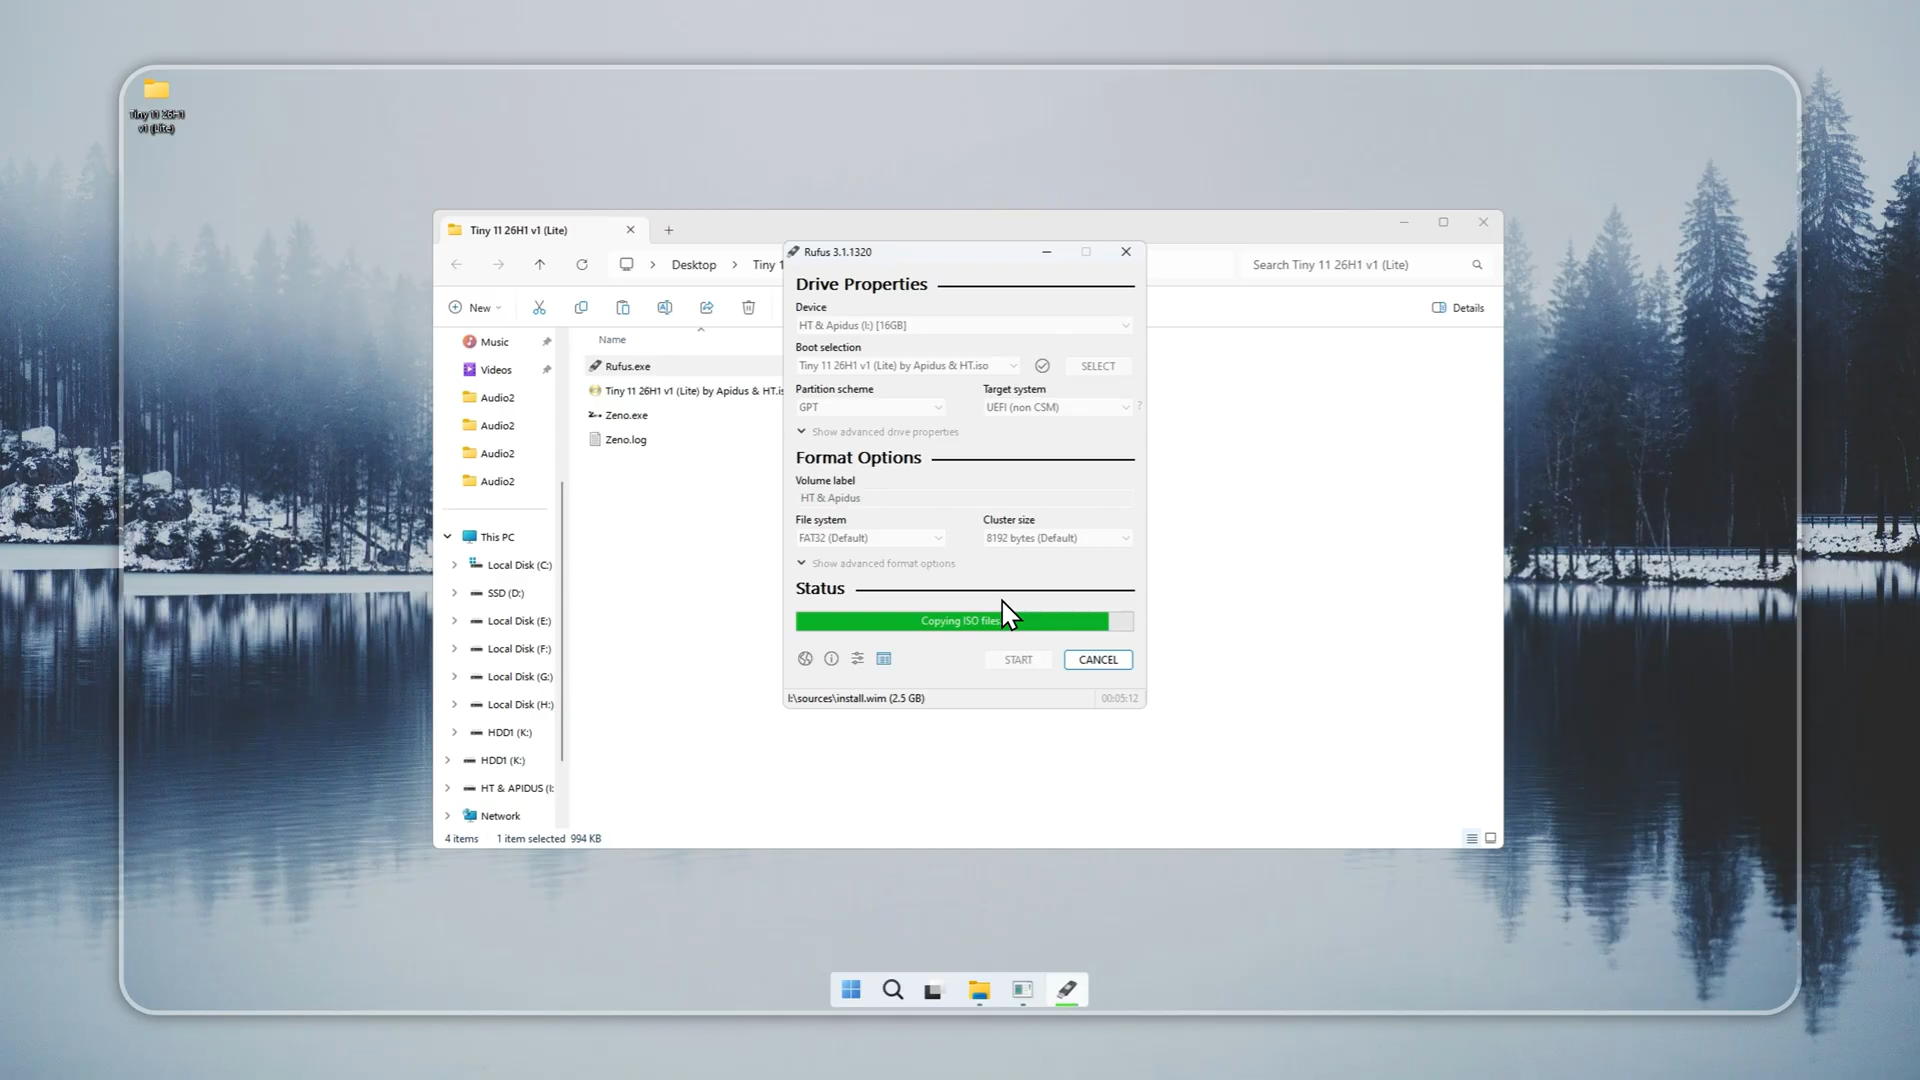 Tiny 11 26H1
v1 (Lite)
Tiny 11 26H1 v1 (Lite)
Desktop
Tiny 1
Search Tiny 11 26H1 v1 (Lite)
New
Details
Music
Videos
Audio2
Audio2
Audio2
Audio2
This PC
Local Disk (C:)
SSD (D:)
Local Disk (E:)
Local Disk (F:)
Local Disk (G:)
Local Disk (H:)
HDD1 (K:)
HDD1 (K:)
HT & APIDUS (I:
Network
Name
Rufus.exe
Tiny 11 26H1 v1 (Lite) by Apidus & HT.is
Zeno.exe
Zeno.log
4 items
1 item selected 994 KB
Rufus 3.1.1320
Drive Properties
Device
HT & Apidus (I:) [16GB]
Boot selection
Tiny 11 26H1 v1 (Lite) by Apidus & HT.iso
SELECT
Partition scheme
Target system
GPT
UEFI (non CSM)
?
Show advanced drive properties
Format Options
Volume label
HT & Apidus
File system
Cluster size
FAT32 (Default)
8192 bytes (Default)
Show advanced format options
Status
Copying ISO files
START
CANCEL
I:\sources\install.wim (2.5 GB)
00:05:12